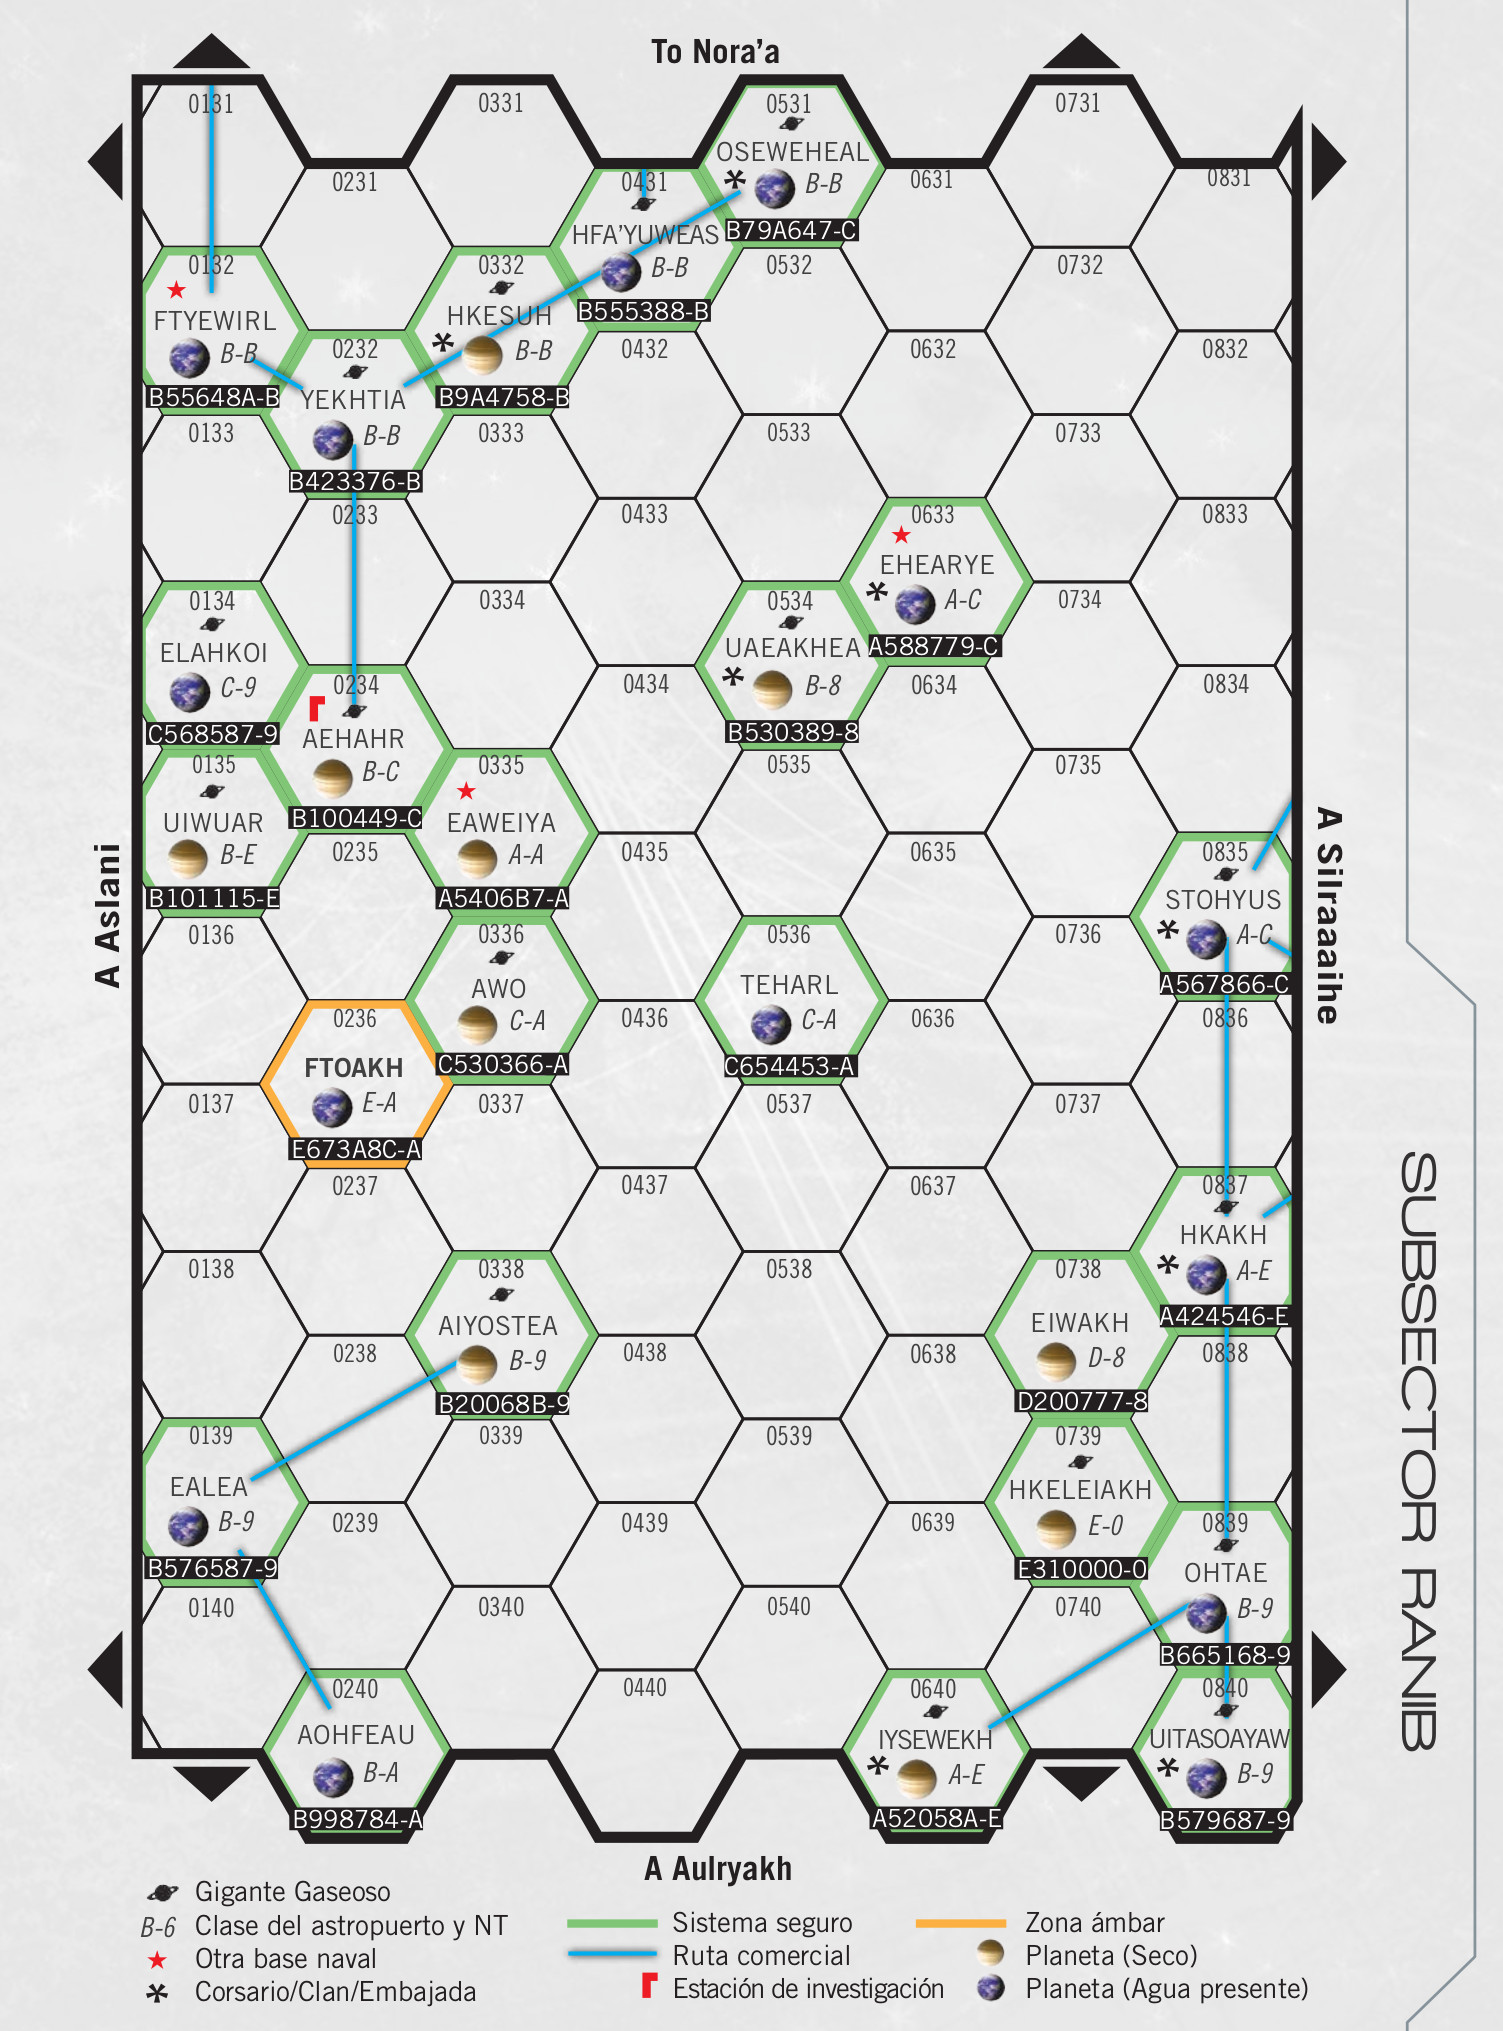 To Nora'a
0131
0331
0531
0731
OSEWEHEAL
B-B
B79A647-C
0231
0431
0631
0831
HFA'YUWEAS
B-B
B555388-B
0132
FTYEWIRL
B-B
B55648A-B
0332
HKESUH
B-B
B9A4758-B
0532
0732
0232
YEKHTIA
B-B
B423376-B
0432
0632
0832
0133
0333
0533
0733
0233
0433
0633
EHEARYE
A-C
A588779-C
0833
0134
ELAHKOI
C-9
C568587-9
0334
0534
UAEAKHEA
B-8
B530389-8
0734
0234
AEHAHR
B-C
B100449-C
0434
0634
0834
0135
UIWUAR
B-E
B101115-E
0335
EAWEIYA
A-A
A5406B7-A
0535
0735
0235
0435
0635
0835
STOHYUS
A-C
A567866-C
A Aslani
A Silraaaihe
0136
0336
AWO
C-A
C530366-A
0536
TEHARL
C-A
C654453-A
0736
0236
FTOAKH
E-A
E673A8C-A
0436
0636
0836
0137
0337
0537
0737
0237
0437
0637
0837
HKAKH
A-E
A424546-E
0138
0338
AIYOSTEA
B-9
B20068B-9
0538
0738
EIWAKH
D-8
D200777-8
0238
0438
0638
0838
SUBSECTOR RANIIB
0139
EALEA
B-9
B576587-9
0339
0539
0739
HKELEIAKH
E-0
E310000-0
0239
0439
0639
0839
OHTAE
B-9
B665168-9
0140
0340
0540
0740
0240
AOHFEAU
B-A
B998784-A
0440
0640
IYSEWEKH
A-E
A52058A-E
0840
UITASOAYAW
B-9
B579687-9
A Aulryakh
Gigante Gaseoso
B-6 Clase del astropuerto y NT
Otra base naval
Corsario/Clan/Embajada
Sistema seguro
Ruta comercial
Estación de investigación
Zona ámbar
Planeta (Seco)
Planeta (Agua presente)